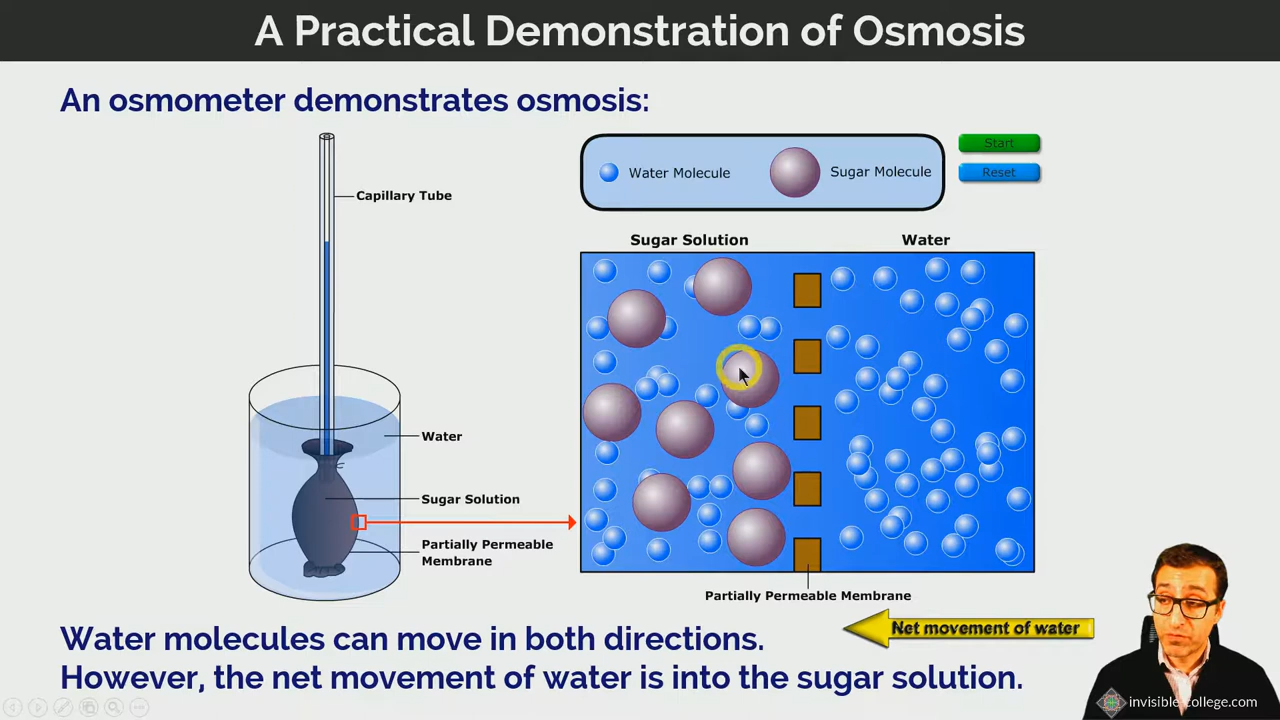 A Practical Demonstration of Osmosis
An osmometer demonstrates osmosis:
Capillary Tube
Water
Sugar Solution
Partially Permeable
Membrane
Water Molecule
Sugar Molecule
Start
Reset
Sugar Solution
Water
Partially Permeable Membrane
Net movement of water
Water molecules can move in both directions.
However, the net movement of water is into the sugar solution.
invisiblecollege.com